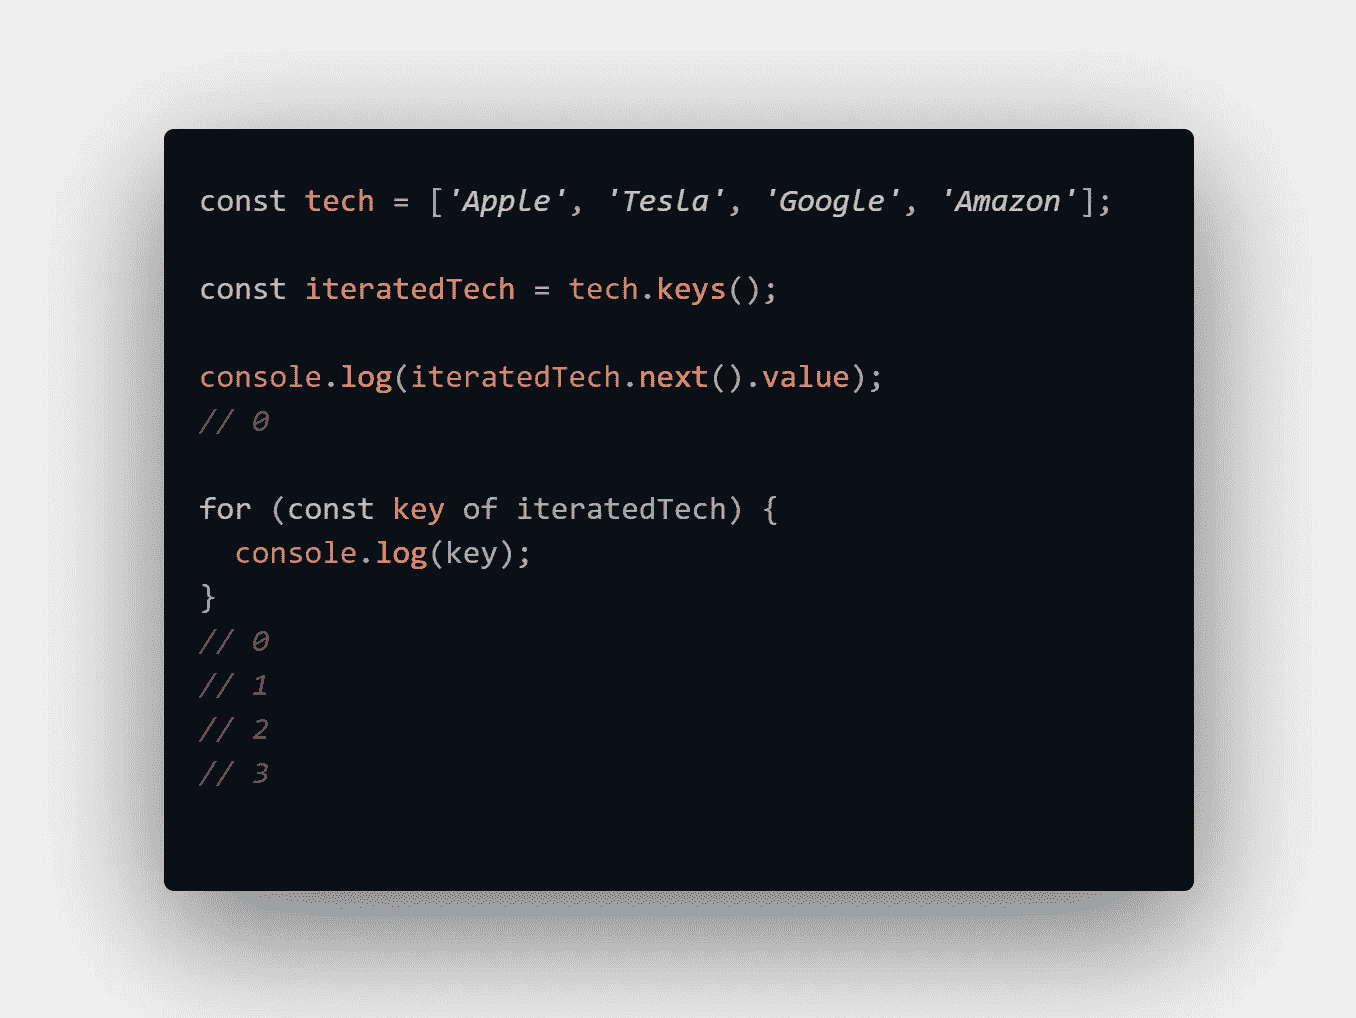 const tech = ['Apple', 'Tesla', 'Google', 'Amazon'];
const iteratedTech = tech.keys();
console.log(iteratedTech.next().value);
// 0
for (const key of iteratedTech) {
  console.log(key);
}
// 0
// 1
// 2
// 3